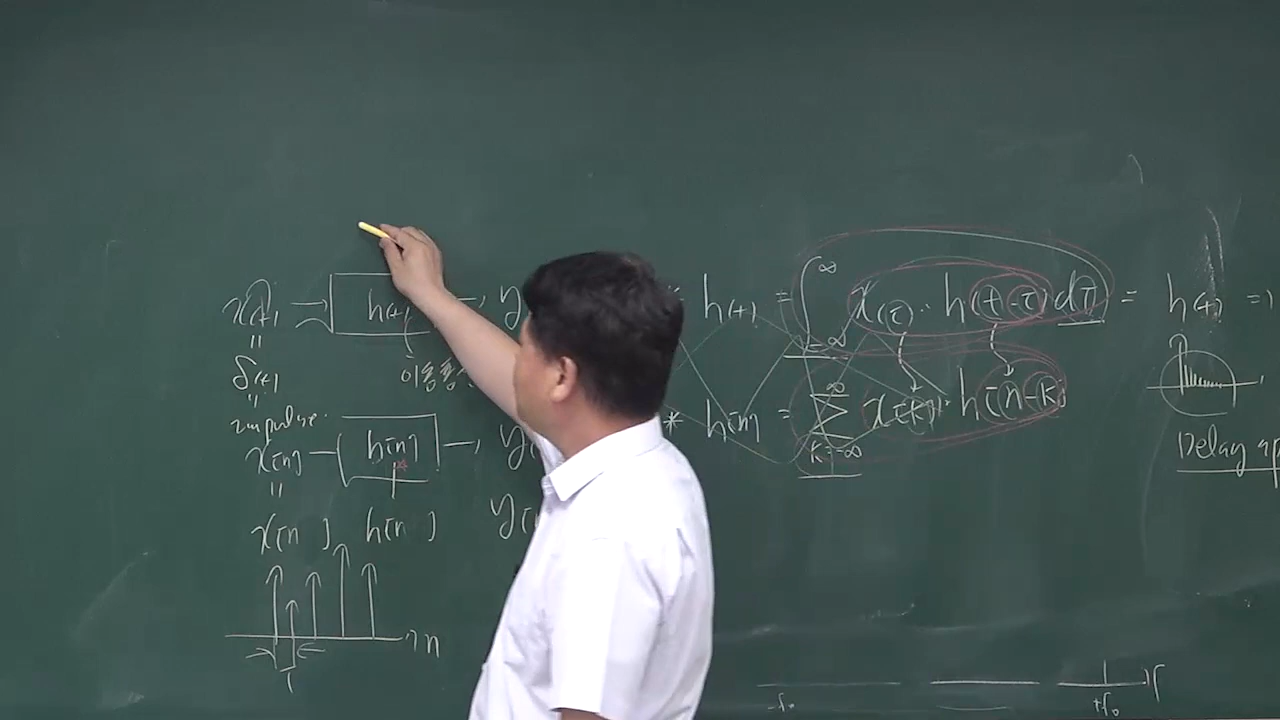 x(t) → h(t) → y
* h(t) = ∫_{-∞}^{∞} x(τ) · h(t-τ) dτ = h(t) =
δ(t)
impulse
x[n] — h[n] → y
* h[n] = Σ_{k=-∞}^{∞} x[k] · h[n-k]
Delay
x[n ] h[n ] y[n
→ n
T
-f₀ +f₀ f